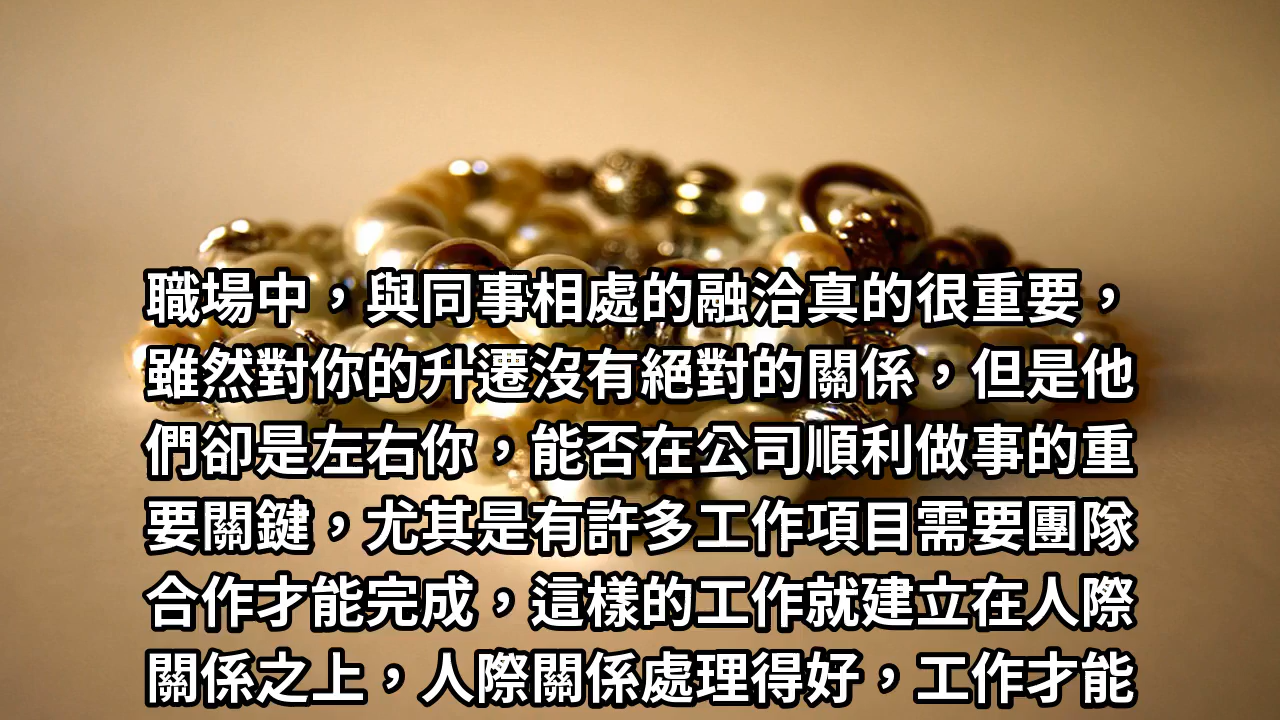 職場中，與同事相處的融洽真的很重要，
雖然對你的升遷沒有絕對的關係，但是他
們卻是左右你，能否在公司順利做事的重
要關鍵，尤其是有許多工作項目需要團隊
合作才能完成，這樣的工作就建立在人際
關係之上，人際關係處理得好，工作才能